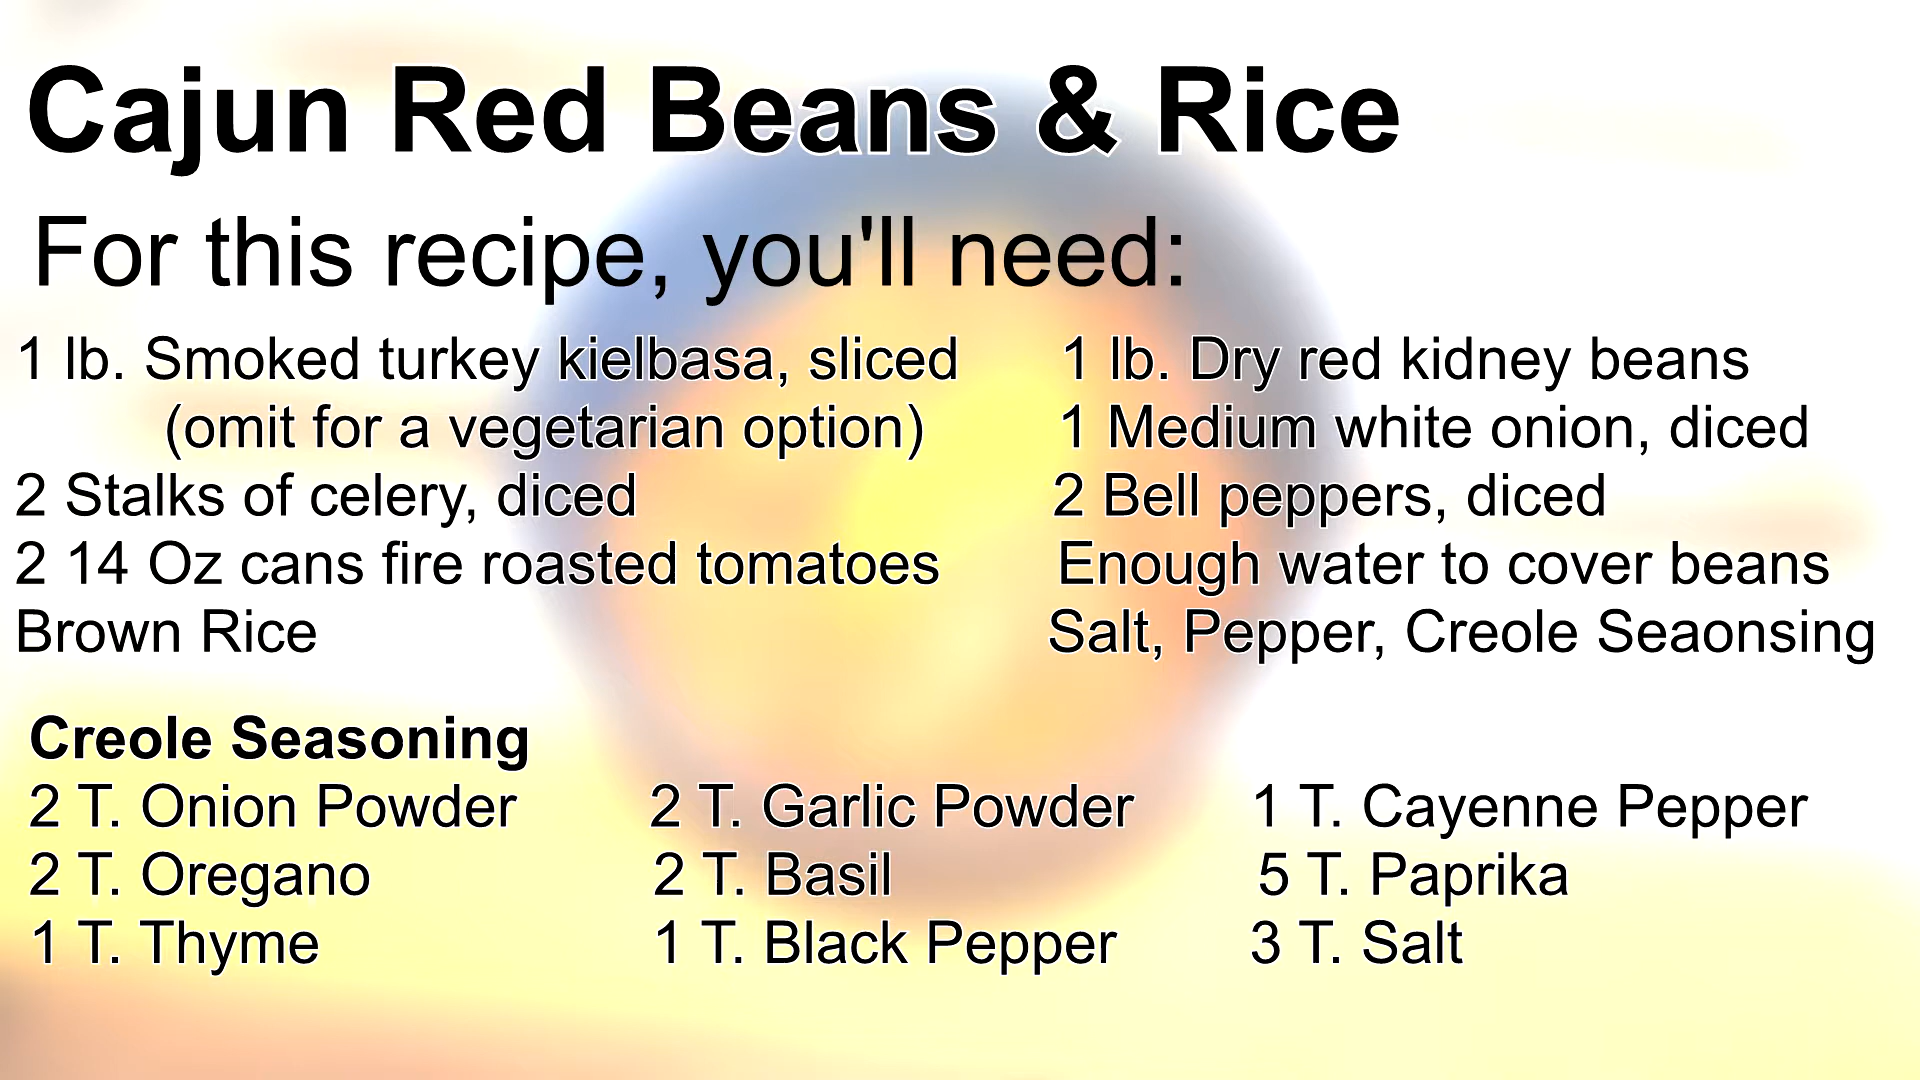 Cajun Red Beans & Rice
For this recipe, you'll need:
1 lb. Smoked turkey kielbasa, sliced 1 lb. Dry red kidney beans
(omit for a vegetarian option) 1 Medium white onion, diced
2 Stalks of celery, diced 2 Bell peppers, diced
2 14 Oz cans fire roasted tomatoes Enough water to cover beans
Brown Rice Salt, Pepper, Creole Seaonsing
Creole Seasoning
2 T. Onion Powder 2 T. Garlic Powder 1 T. Cayenne Pepper
2 T. Oregano 2 T. Basil 5 T. Paprika
1 T. Thyme 1 T. Black Pepper 3 T. Salt